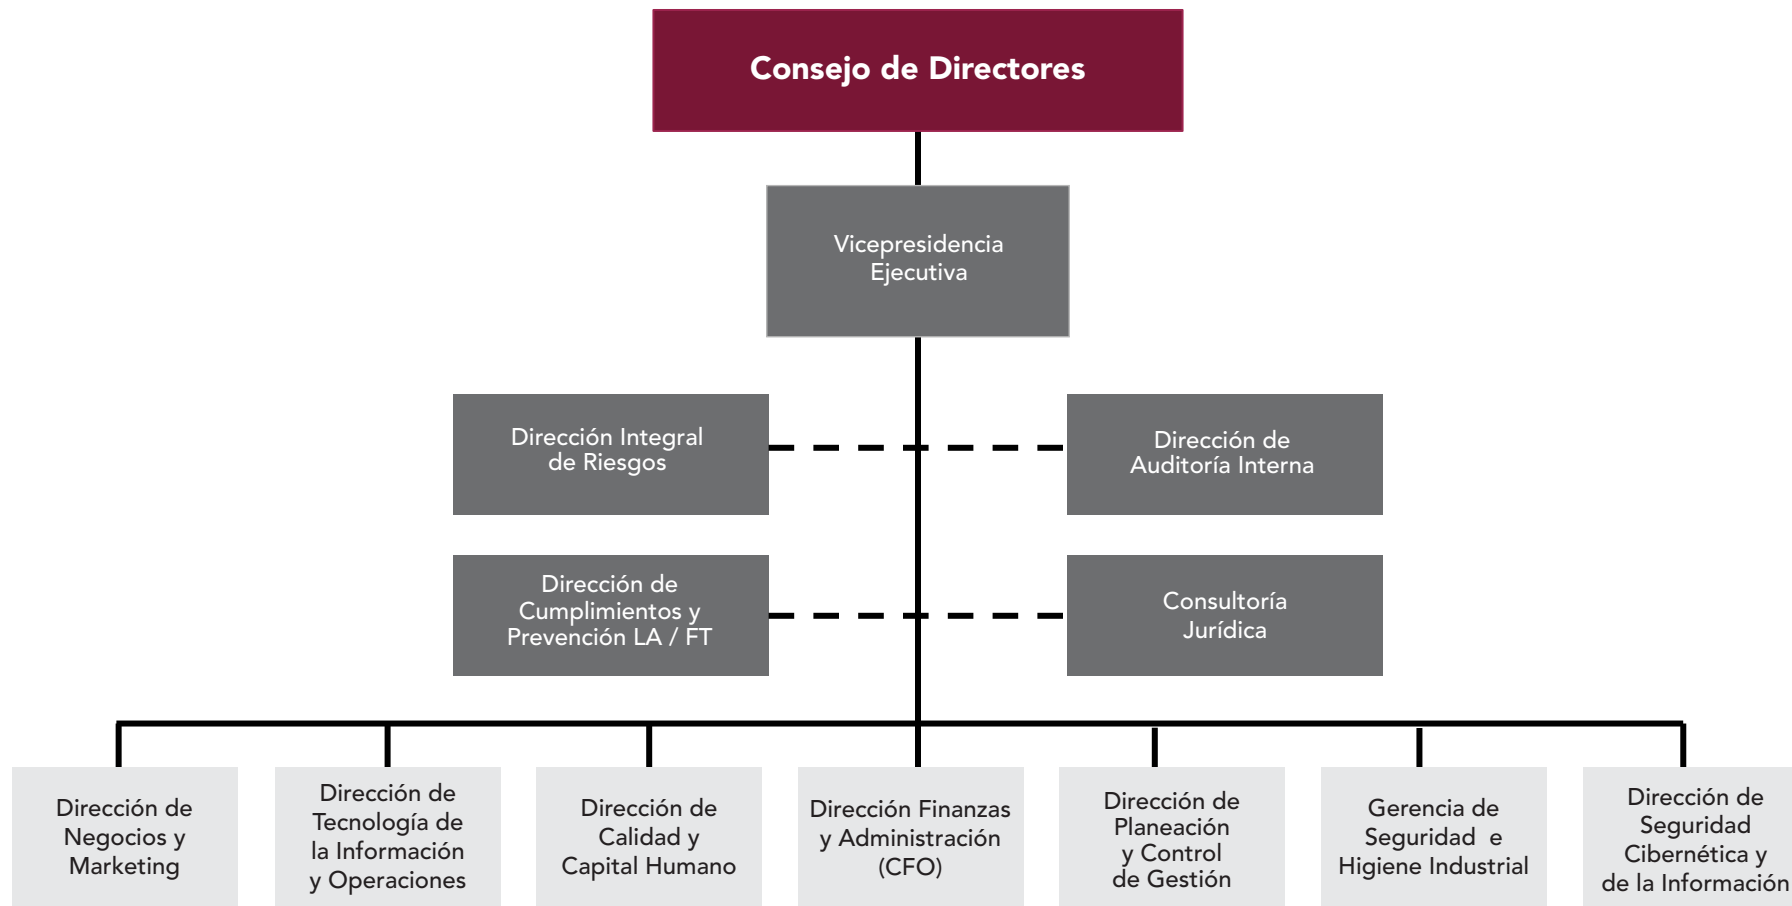 Consejo de Directores
Vicepresidencia
Ejecutiva
Dirección Integral
de Riesgos
Dirección de
Auditoría Interna
Dirección de
Cumplimientos y
Prevención LA / FT
Consultoría
Jurídica
Dirección de
Negocios y
Marketing
Dirección de
Tecnología de
la Información
y Operaciones
Dirección de
Calidad y
Capital Humano
Dirección Finanzas
y Administración
(CFO)
Dirección de
Planeación
y Control
de Gestión
Gerencia de
Seguridad e
Higiene Industrial
Dirección de
Seguridad
Cibernética y
de la Información